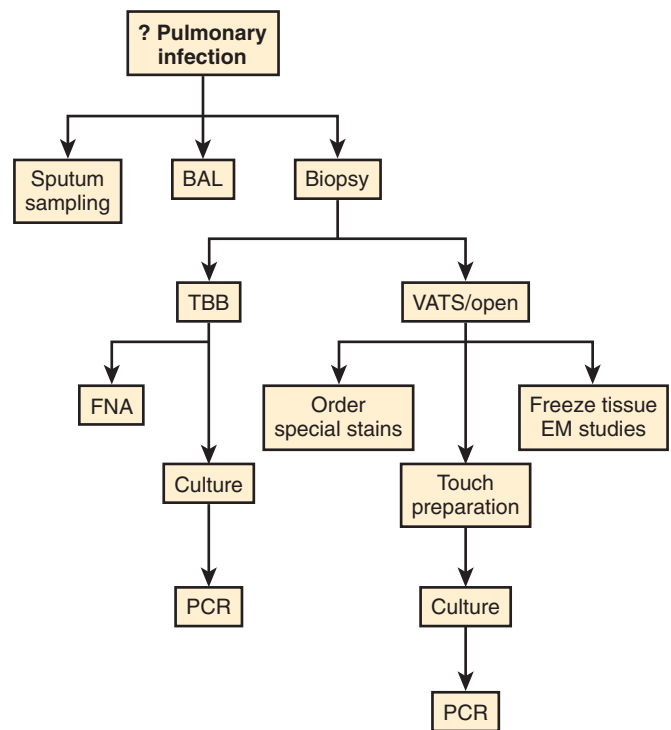 ? Pulmonary
infection
Sputum
sampling
BAL
Biopsy
TBB
VATS/open
FNA
Order
special stains
Freeze tissue
EM studies
Culture
Touch
preparation
PCR
Culture
PCR